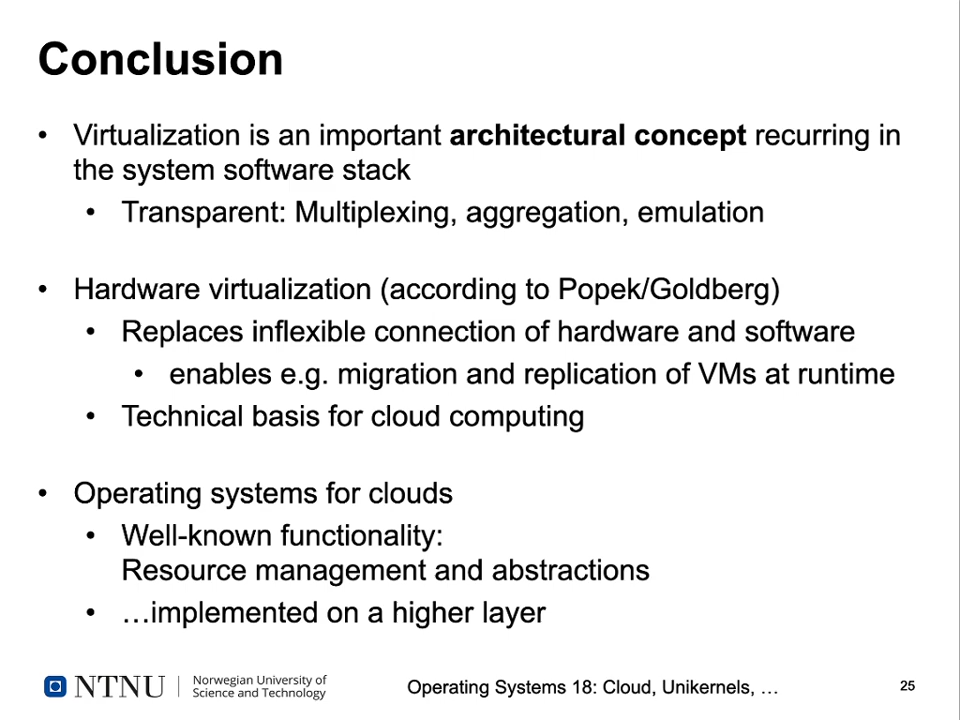 Conclusion
• Virtualization is an important architectural concept recurring in
the system software stack
• Transparent: Multiplexing, aggregation, emulation
• Hardware virtualization (according to Popek/Goldberg)
• Replaces inflexible connection of hardware and software
• enables e.g. migration and replication of VMs at runtime
• Technical basis for cloud computing
• Operating systems for clouds
• Well-known functionality:
Resource management and abstractions
• …implemented on a higher layer
NTNU
Norwegian University of
Science and Technology
Operating Systems 18: Cloud, Unikernels, …
25